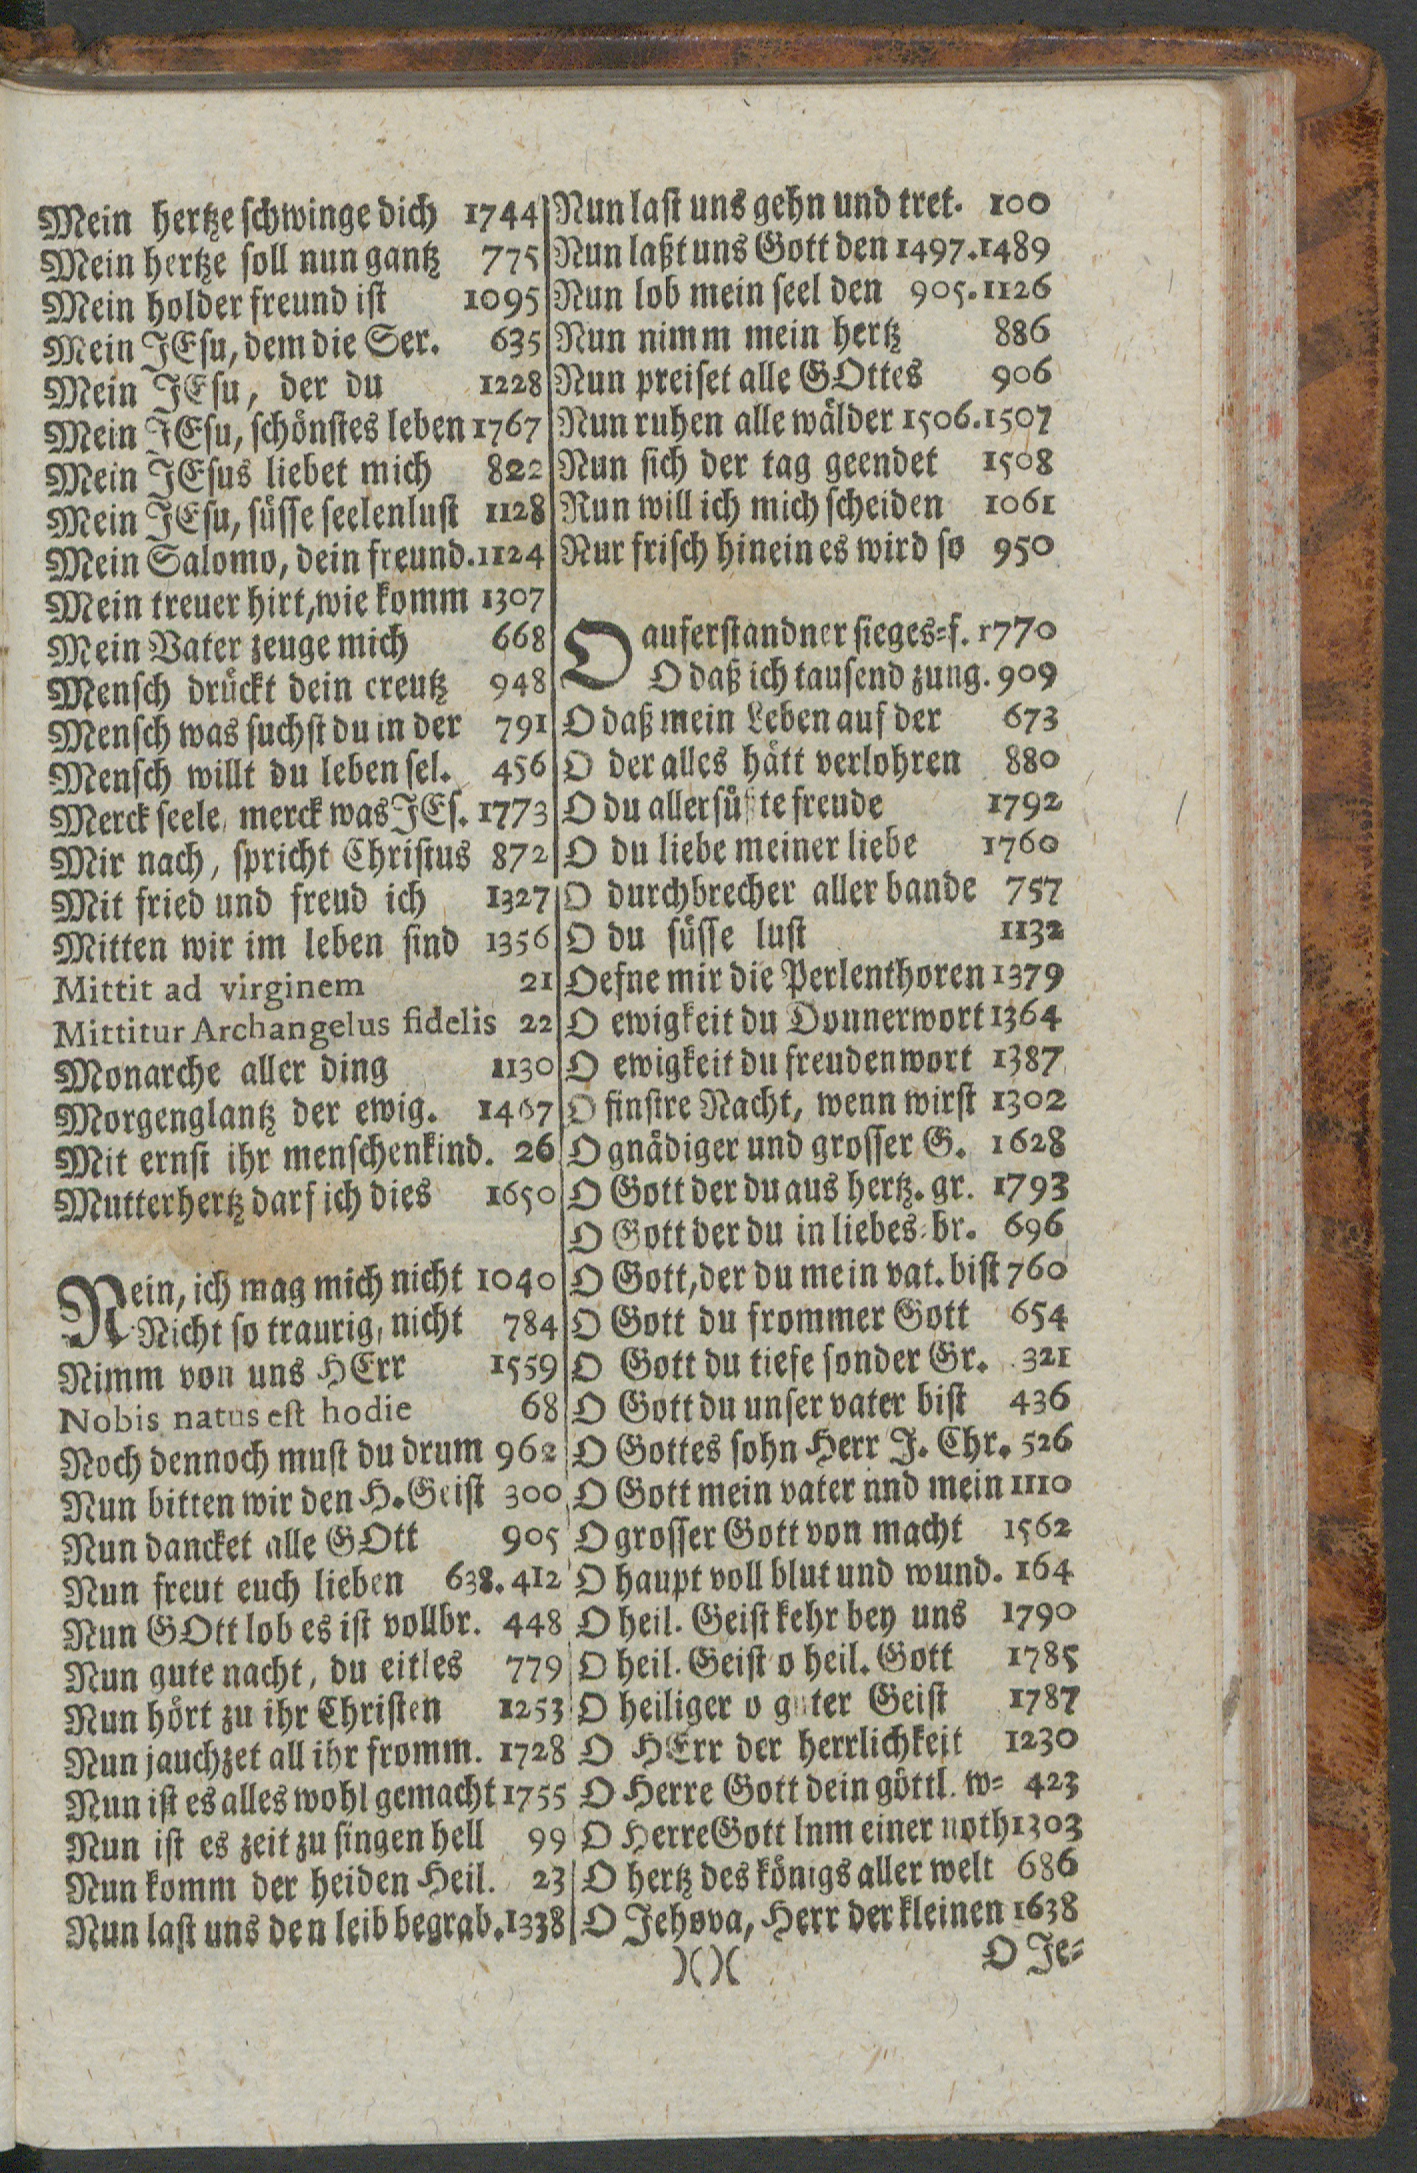 Mein hertze schwinge dich 1744
Mein hertze soll nun gantz 775
Mein holder freund ist 1095
Mein JEsu, dem die Ser. 635
Mein JEsu, der du 1228
Mein JEsu, schönstes leben 1767
Mein JEsus liebet mich 822
Mein JEsu, süsse seelenlust 1128
Mein Salomo, dein freund. 1124
Mein treuer hirt, wie komm 1307
Mein Vater zeuge mich 668
Mensch drückt dein creutz 948
Mensch was suchst du in der 791
Mensch willt du leben sel. 456
Merck seele, merck was JEs. 1773
Mir nach, spricht Christus 872
Mit fried und freud ich 1327
Mitten wir im leben sind 1356
Mittit ad virginem 21
Mittitur Archangelus fidelis 22
Monarche aller ding 1130
Morgenglantz der ewig. 1467
Mit ernst ihr menschenkind. 26
Mutterhertz darf ich dies 1650
Nein, ich mag mich nicht 1040
Nicht so traurig, nicht 784
Nimm von uns HErr 1559
Nobis natus est hodie 68
Noch dennoch must du drum 962
Nun bitten wir den H. Geist 300
Nun dancket alle GOtt 905
Nun freut euch lieben 638. 412
Nun GOtt lob es ist vollbr. 448
Nun gute nacht, du eitles 779
Nun hört zu ihr Christen 1253
Nun jauchzet all ihr fromm. 1728
Nun ist es alles wohl gemacht 1755
Nun ist es zeit zu singen hell 99
Nun komm der heiden Heil. 23
Nun last uns den leib begrab. 1338
Nun last uns gehn und tret. 100
Nun laßt uns Gott den 1497. 1489
Nun lob mein seel den 905. 1126
Nun nimm mein hertz 886
Nun preiset alle GOttes 906
Nun ruhen alle wälder 1506. 1507
Nun sich der tag geendet 1508
Nun will ich mich scheiden 1061
Nur frisch hinein es wird so 950
O auferstandner sieges-f. 1770
O daß ich tausend zung. 909
O daß mein Leben auf der 673
O der alles hätt verlohren 880
O du allersüßte freude 1792
O du liebe meiner liebe 1760
O durchbrecher aller bande 757
O du süsse lust 1132
Oefne mir die Perlenthoren 1379
O ewigkeit du Donnerwort 1364
O ewigkeit du freudenwort 1387
O finstre Nacht, wenn wirst 1302
O gnädiger und grosser G. 1628
O Gott der du aus hertz. gr. 1793
O Gott der du in liebes-br. 696
O Gott, der du mein vat. bist 760
O Gott du frommer Gott 654
O Gott du tiefe sonder Gr. 321
O Gott du unser vater bist 436
O Gottes sohn Herr J. Chr. 526
O Gott mein vater nnd mein 1110
O grosser Gott von macht 1562
O haupt voll blut und wund. 164
O heil. Geist kehr bey uns 1790
O heil. Geist o heil. Gott 1785
O heiliger o guter Geist 1787
O HErr der herrlichkeit 1230
O Herre Gott dein göttl. w- 423
O Herre Gott lnm einer noth 1303
O hertz des königs aller welt 686
O Jehova, Herr der kleinen 1638
)( )(
O Je-